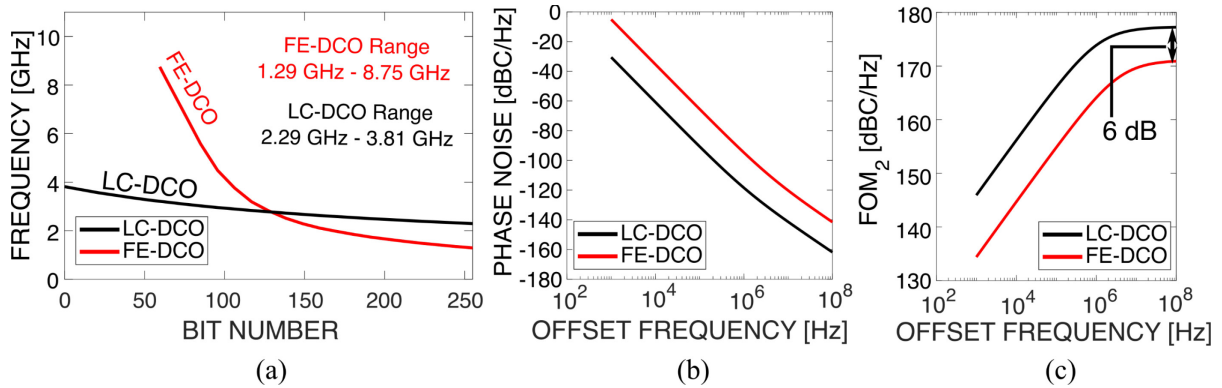 FREQUENCY [GHz]
10
8
6
4
2
0
0
50
100
150
200
250
BIT NUMBER
FE-DCO
LC-DCO
FE-DCO Range
1.29 GHz - 8.75 GHz
LC-DCO Range
2.29 GHz - 3.81 GHz
LC-DCO
FE-DCO
(a)
PHASE NOISE [dBC/Hz]
0
-20
-40
-60
-80
-100
-120
-140
-160
-180
10^2
10^4
10^6
10^8
OFFSET FREQUENCY [Hz]
LC-DCO
FE-DCO
(b)
FOM_2 [dBC/Hz]
180
170
160
150
140
130
10^2
10^4
10^6
10^8
OFFSET FREQUENCY [Hz]
6 dB
LC-DCO
FE-DCO
(c)